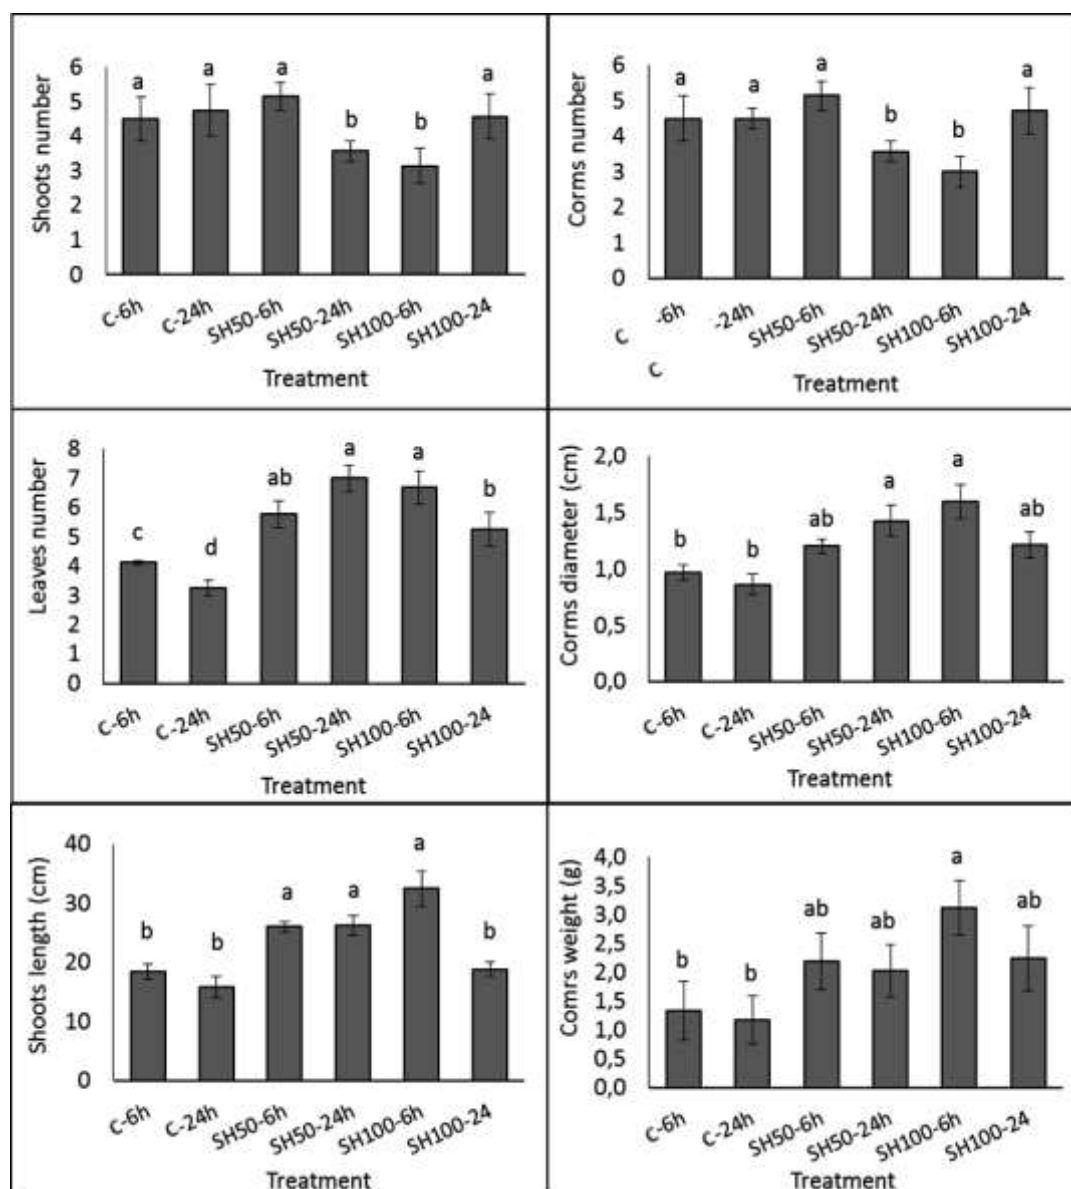 Shoots number
6
5
4
3
2
1
0
a a a b b a
C-6h C-24h SH50-6h SH50-24h SH100-6h SH100-24
Treatment
Corms number
6
5
4
3
2
1
0
a a a b b a
C -6h C -24h SH50-6h SH50-24h SH100-6h SH100-24
Treatment
Leaves number
8
7
6
5
4
3
2
1
0
c d ab a a b
C-6h C-24h SH50-6h SH50-24h SH100-6h SH100-24
Treatment
Corms diameter (cm)
2,0
1,5
1,0
0,5
0,0
b b ab a a ab
C-6h C-24h SH50-6h SH50-24h SH100-6h SH100-24
Treatment
Shoots length (cm)
40
30
20
10
0
b b a a a b
C-6h C-24h SH50-6h SH50-24h SH100-6h SH100-24
Treatment
Comrs weight (g)
4,0
3,5
3,0
2,5
2,0
1,5
1,0
0,5
0,0
b b ab ab a ab
C-6h C-24h SH50-6h SH50-24h SH100-6h SH100-24
Treatment